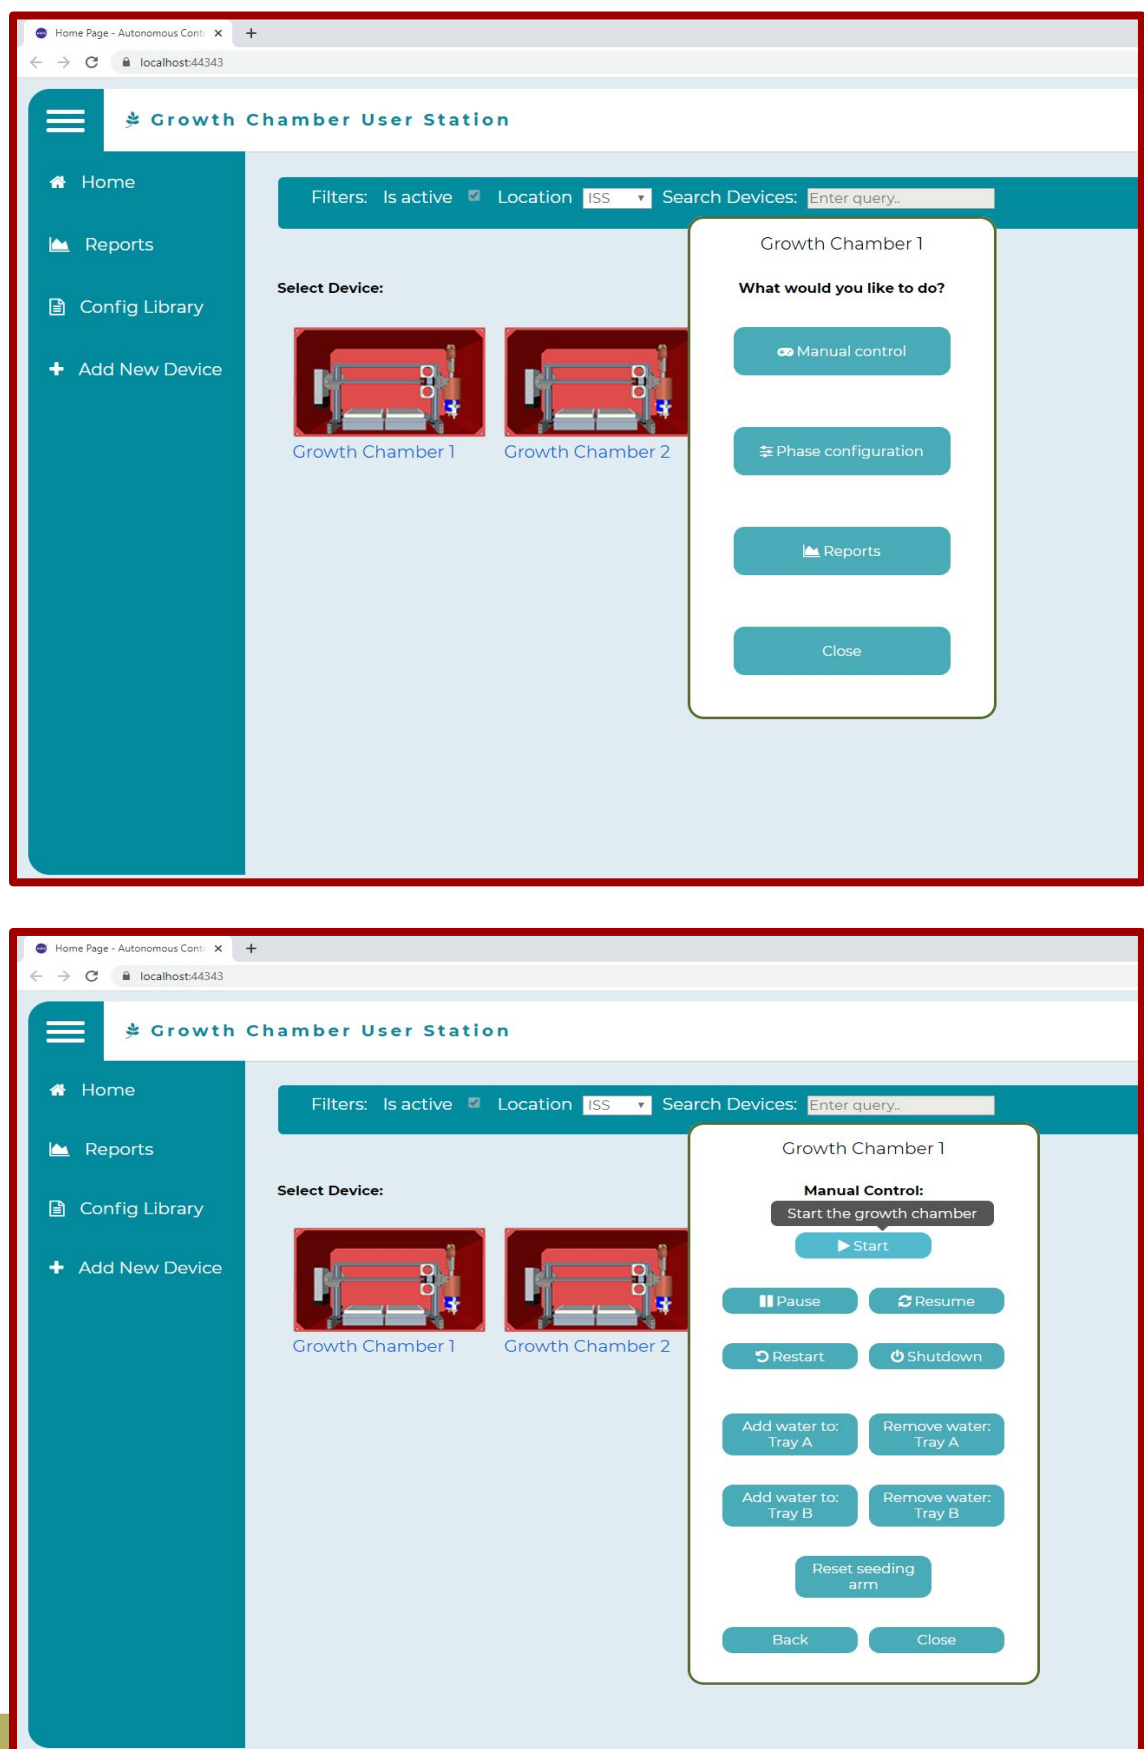 Home Page - Autonomous Cont
localhost:44343
Growth Chamber User Station
Home
Reports
Config Library
Add New Device
Filters: Is active Location ISS Search Devices: Enter query..
Select Device:
Growth Chamber 1
Growth Chamber 2
Growth Chamber 1
What would you like to do?
Manual control
Phase configuration
Reports
Close
Home Page - Autonomous Cont
localhost:44343
Growth Chamber User Station
Home
Reports
Config Library
Add New Device
Filters: Is active Location ISS Search Devices: Enter query..
Select Device:
Growth Chamber 1
Growth Chamber 2
Growth Chamber 1
Manual Control:
Start the growth chamber
Start
Pause
Resume
Restart
Shutdown
Add water to:
Tray A
Remove water:
Tray A
Add water to:
Tray B
Remove water:
Tray B
Reset seeding
arm
Back
Close